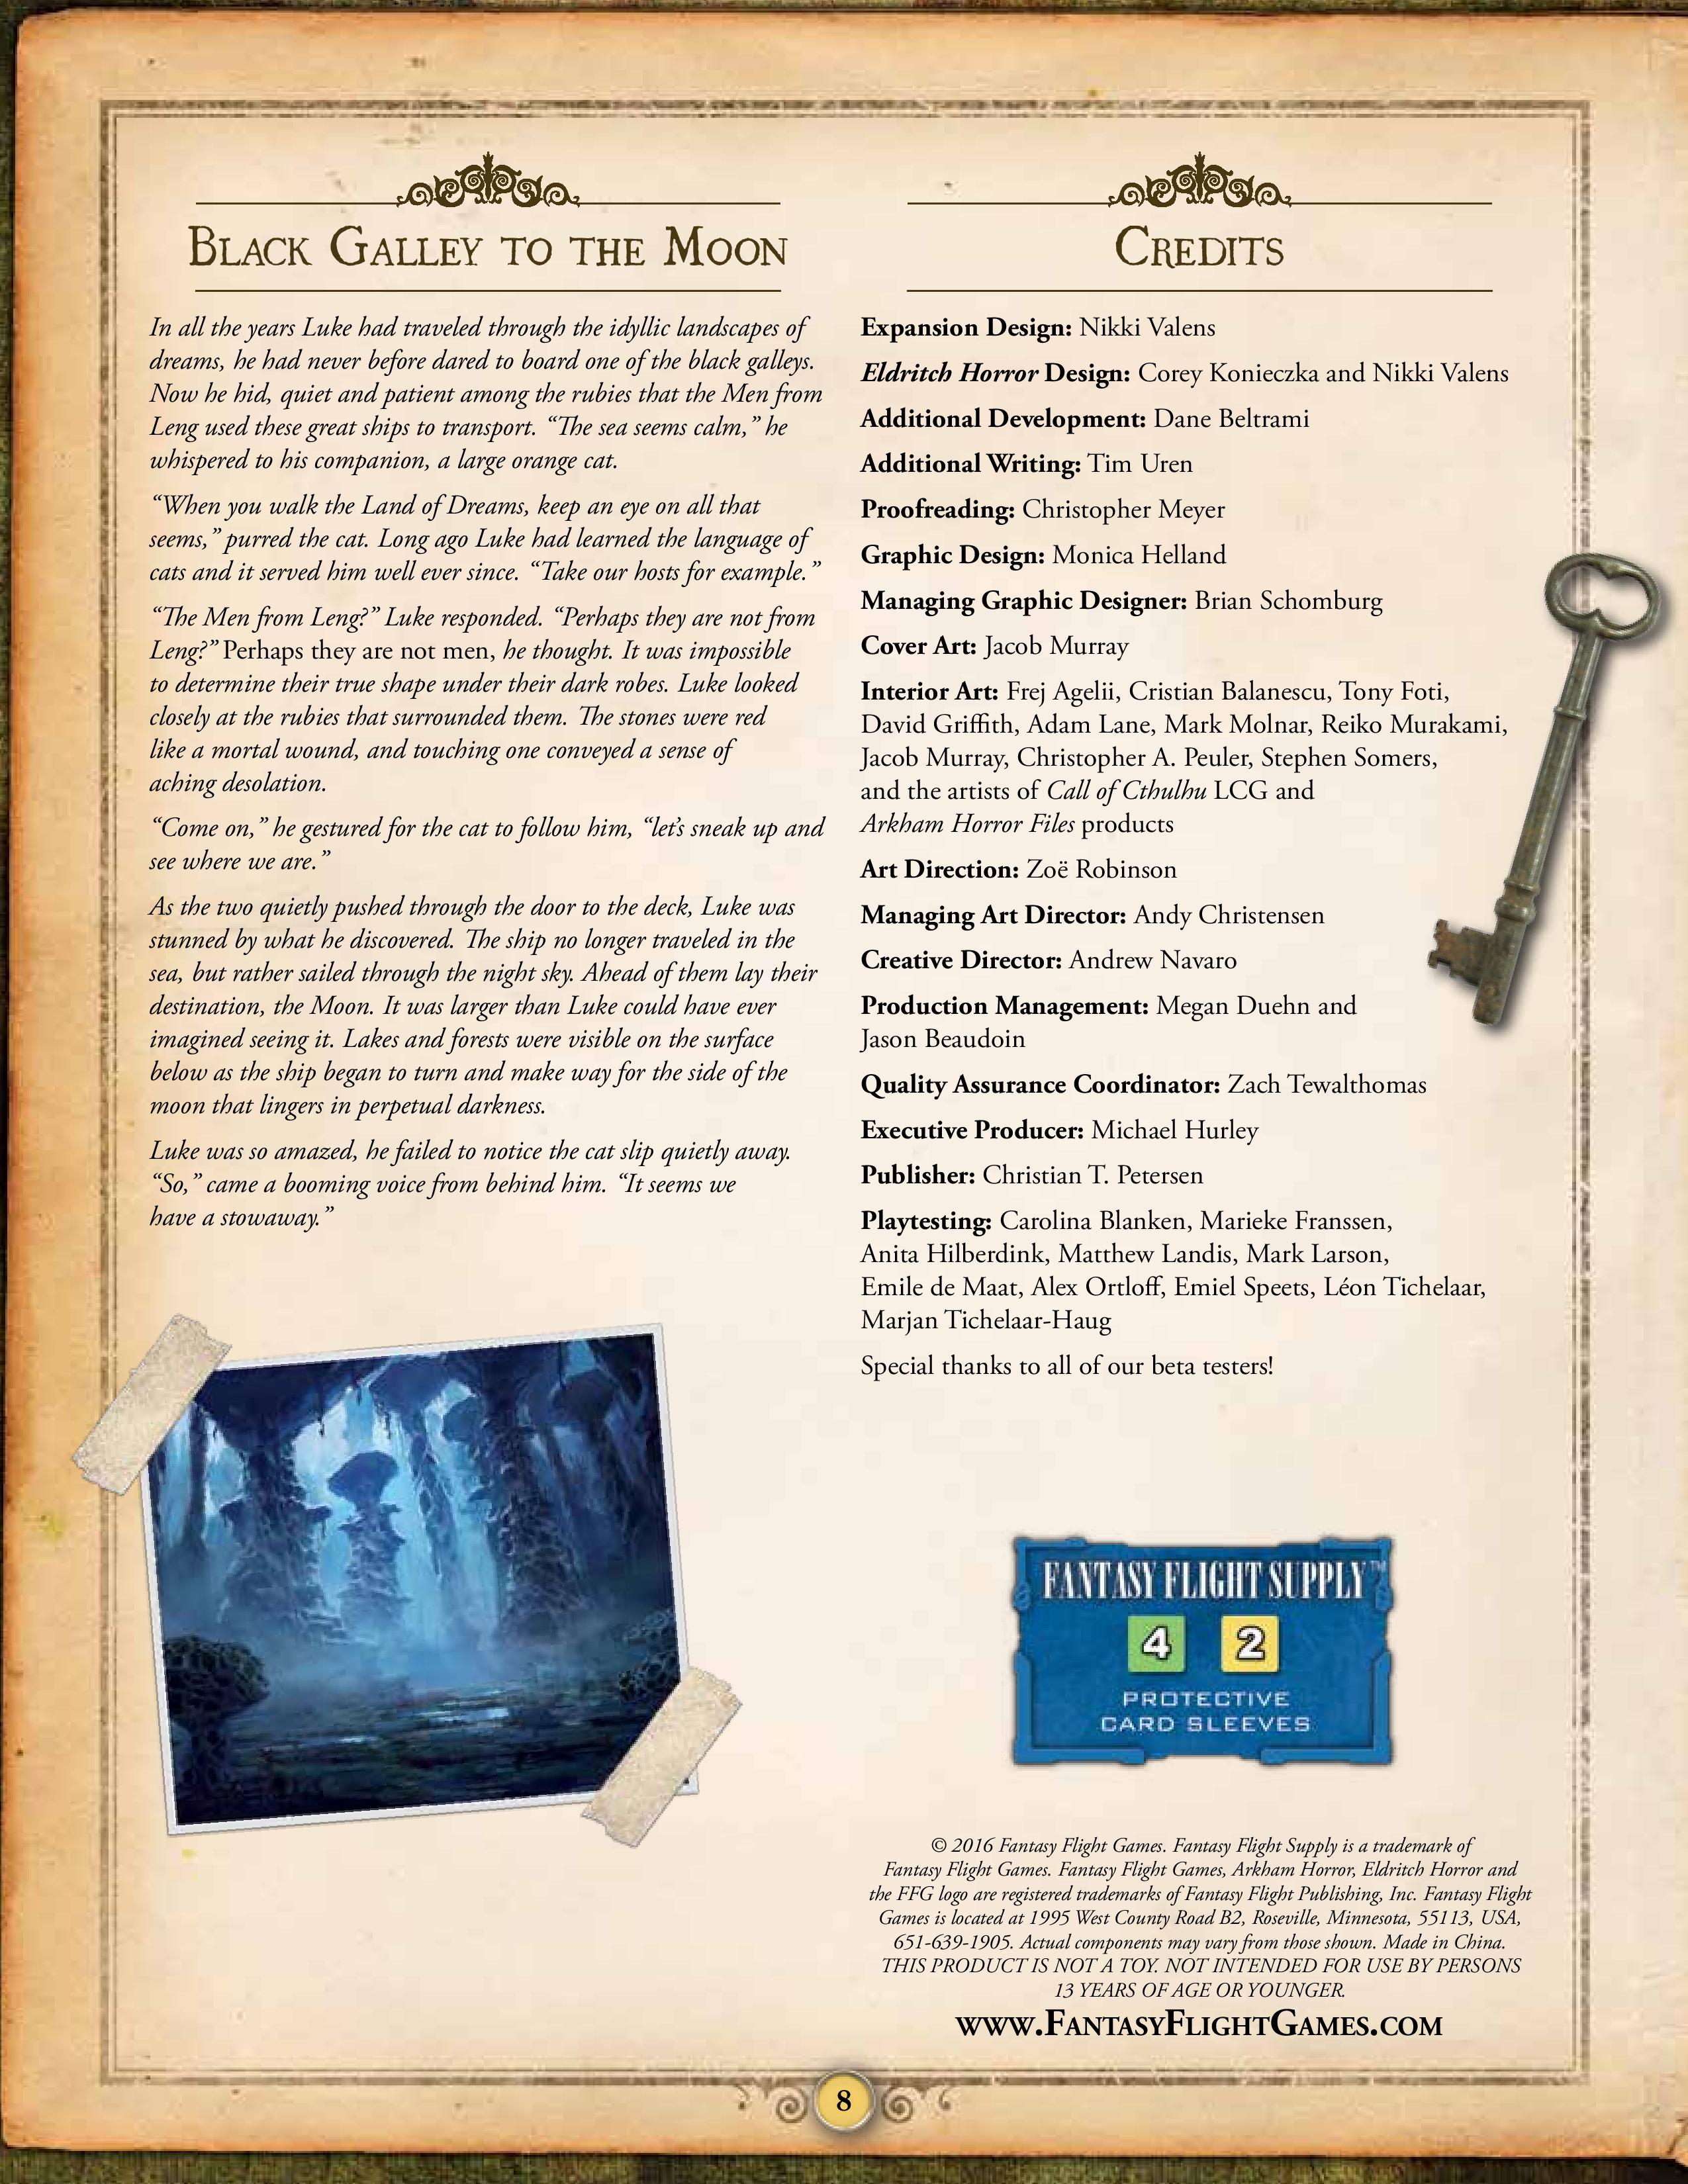 Black Galley to the Moon
In all the years Luke had traveled through the idyllic landscapes of
dreams, he had never before dared to board one of the black galleys.
Now he hid, quiet and patient among the rubies that the Men from
Leng used these great ships to transport. “The sea seems calm,” he
whispered to his companion, a large orange cat.
“When you walk the Land of Dreams, keep an eye on all that
seems,” purred the cat. Long ago Luke had learned the language of
cats and it served him well ever since. “Take our hosts for example.”
“The Men from Leng?” Luke responded. “Perhaps they are not from
Leng?” Perhaps they are not men, he thought. It was impossible
to determine their true shape under their dark robes. Luke looked
closely at the rubies that surrounded them. The stones were red
like a mortal wound, and touching one conveyed a sense of
aching desolation.
“Come on,” he gestured for the cat to follow him, “let’s sneak up and
see where we are.”
As the two quietly pushed through the door to the deck, Luke was
stunned by what he discovered. The ship no longer traveled in the
sea, but rather sailed through the night sky. Ahead of them lay their
destination, the Moon. It was larger than Luke could have ever
imagined seeing it. Lakes and forests were visible on the surface
below as the ship began to turn and make way for the side of the
moon that lingers in perpetual darkness.
Luke was so amazed, he failed to notice the cat slip quietly away.
“So,” came a booming voice from behind him. “It seems we
have a stowaway.”
Credits
Expansion Design: Nikki Valens
Eldritch Horror Design: Corey Konieczka and Nikki Valens
Additional Development: Dane Beltrami
Additional Writing: Tim Uren
Proofreading: Christopher Meyer
Graphic Design: Monica Helland
Managing Graphic Designer: Brian Schomburg
Cover Art: Jacob Murray
Interior Art: Frej Agelii, Cristian Balanescu, Tony Foti,
David Griffith, Adam Lane, Mark Molnar, Reiko Murakami,
Jacob Murray, Christopher A. Peuler, Stephen Somers,
and the artists of Call of Cthulhu LCG and
Arkham Horror Files products
Art Direction: Zoë Robinson
Managing Art Director: Andy Christensen
Creative Director: Andrew Navaro
Production Management: Megan Duehn and
Jason Beaudoin
Quality Assurance Coordinator: Zach Tewalthomas
Executive Producer: Michael Hurley
Publisher: Christian T. Petersen
Playtesting: Carolina Blanken, Marieke Franssen,
Anita Hilberdink, Matthew Landis, Mark Larson,
Emile de Maat, Alex Ortloff, Emiel Speets, Léon Tichelaar,
Marjan Tichelaar-Haug
Special thanks to all of our beta testers!
FANTASY FLIGHT SUPPLY™
4 2
PROTECTIVE
CARD SLEEVES
© 2016 Fantasy Flight Games. Fantasy Flight Supply is a trademark of
Fantasy Flight Games. Fantasy Flight Games, Arkham Horror, Eldritch Horror and
the FFG logo are registered trademarks of Fantasy Flight Publishing, Inc. Fantasy Flight
Games is located at 1995 West County Road B2, Roseville, Minnesota, 55113, USA,
651-639-1905. Actual components may vary from those shown. Made in China.
THIS PRODUCT IS NOT A TOY. NOT INTENDED FOR USE BY PERSONS
13 YEARS OF AGE OR YOUNGER.
www.FantasyFlightGames.com
8